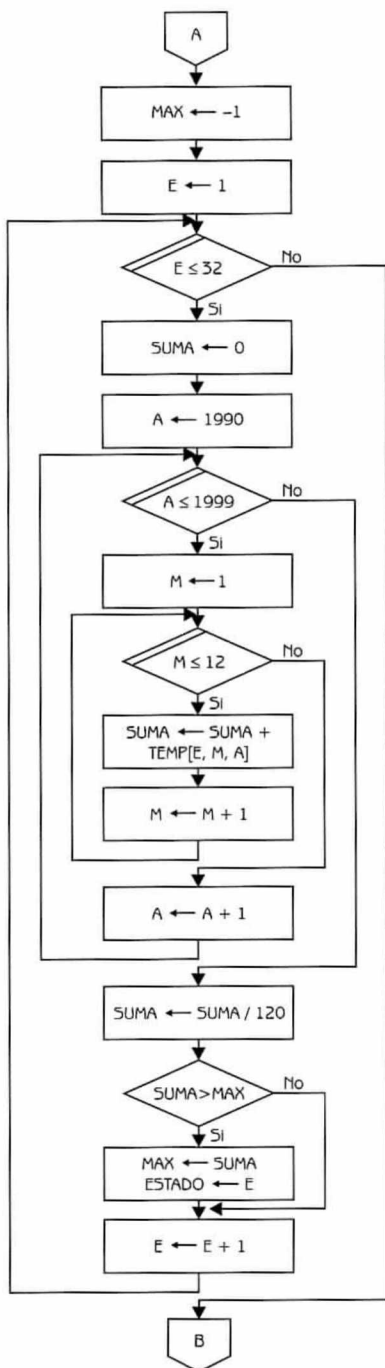 A
MAX ← -1
E ← 1
E ≤ 32
No
Si
SUMA ← 0
A ← 1990
A ≤ 1999
No
Si
M ← 1
M ≤ 12
No
Si
SUMA ← SUMA +
TEMP[E, M, A]
M ← M + 1
A ← A + 1
SUMA ← SUMA / 120
SUMA>MAX
No
Si
MAX ← SUMA
ESTADO ← E
E ← E + 1
B